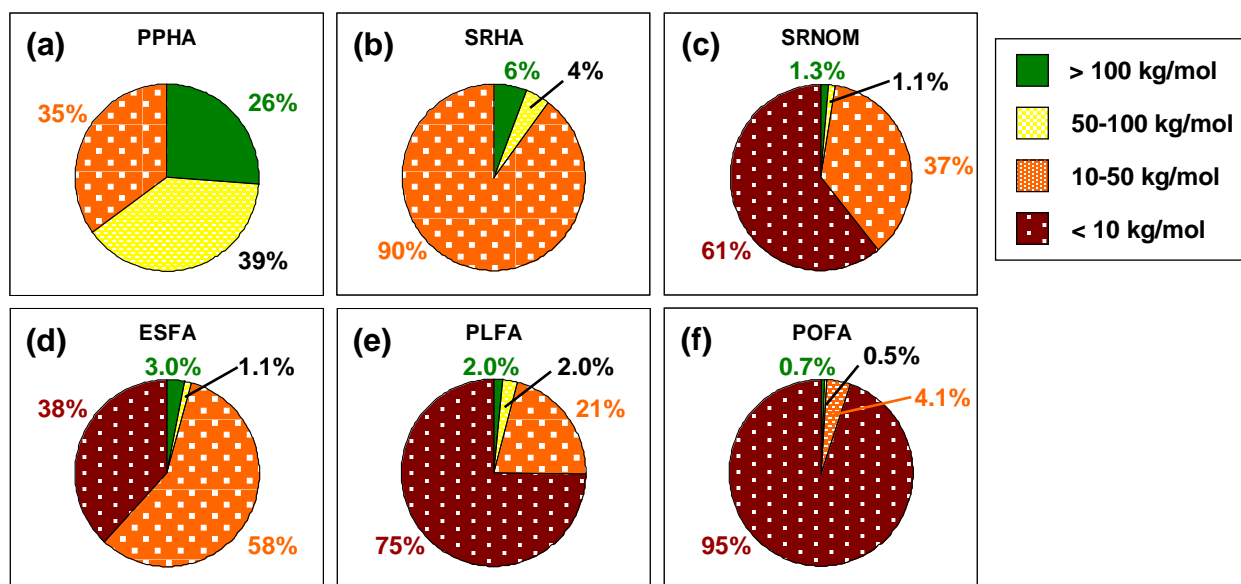 (a)
PPHA
26%
35%
39%
(b)
SRHA
6%
4%
90%
(c)
SRNOM
1.3%
1.1%
37%
61%
> 100 kg/mol
50-100 kg/mol
10-50 kg/mol
< 10 kg/mol
(d)
ESFA
3.0%
1.1%
38%
58%
(e)
PLFA
2.0%
2.0%
21%
75%
(f)
POFA
0.7%
0.5%
4.1%
95%